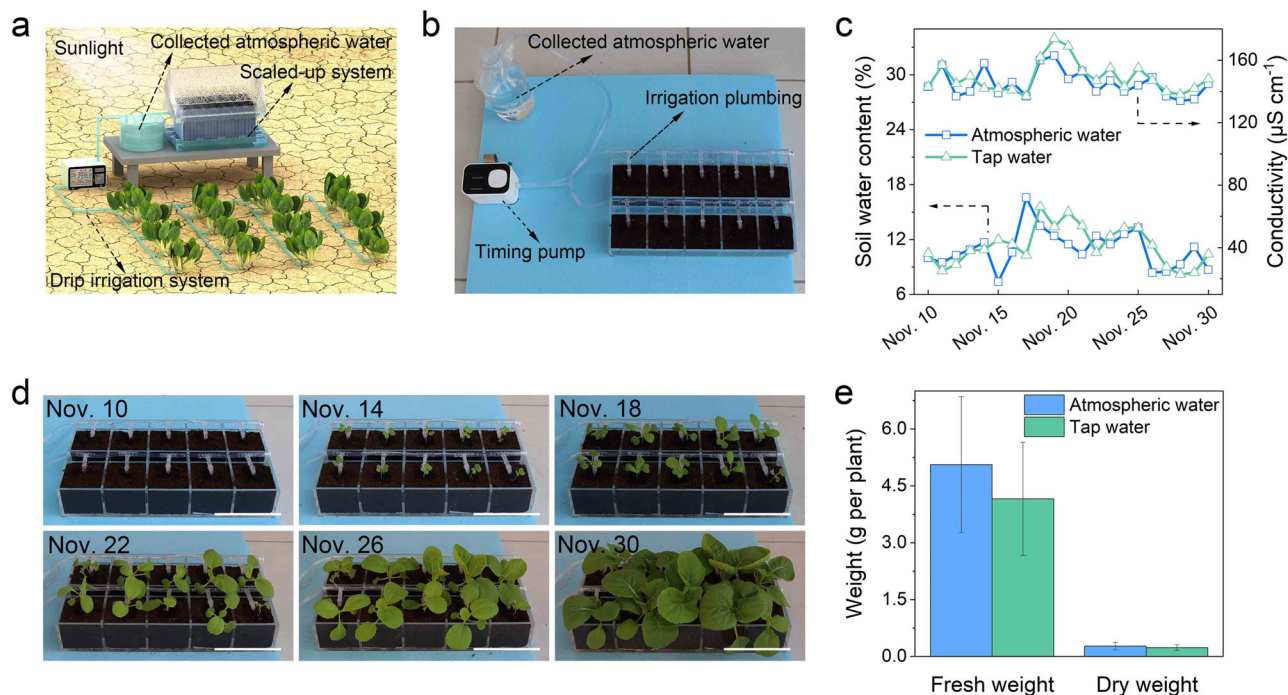 a
Sunlight
Collected atmospheric water
Scaled-up system
Drip irrigation system
b
Collected atmospheric water
Irrigation plumbing
Timing pump
c
Soil water content (%)
36
30
24
18
12
6
Atmospheric water
Tap water
160
120
80
40
Conductivity (µS cm⁻¹)
Nov. 10
Nov. 15
Nov. 20
Nov. 25
Nov. 30
d
Nov. 10
Nov. 14
Nov. 18
Nov. 22
Nov. 26
Nov. 30
e
Weight (g per plant)
6.0
4.5
3.0
1.5
0.0
Atmospheric water
Tap water
Fresh weight
Dry weight